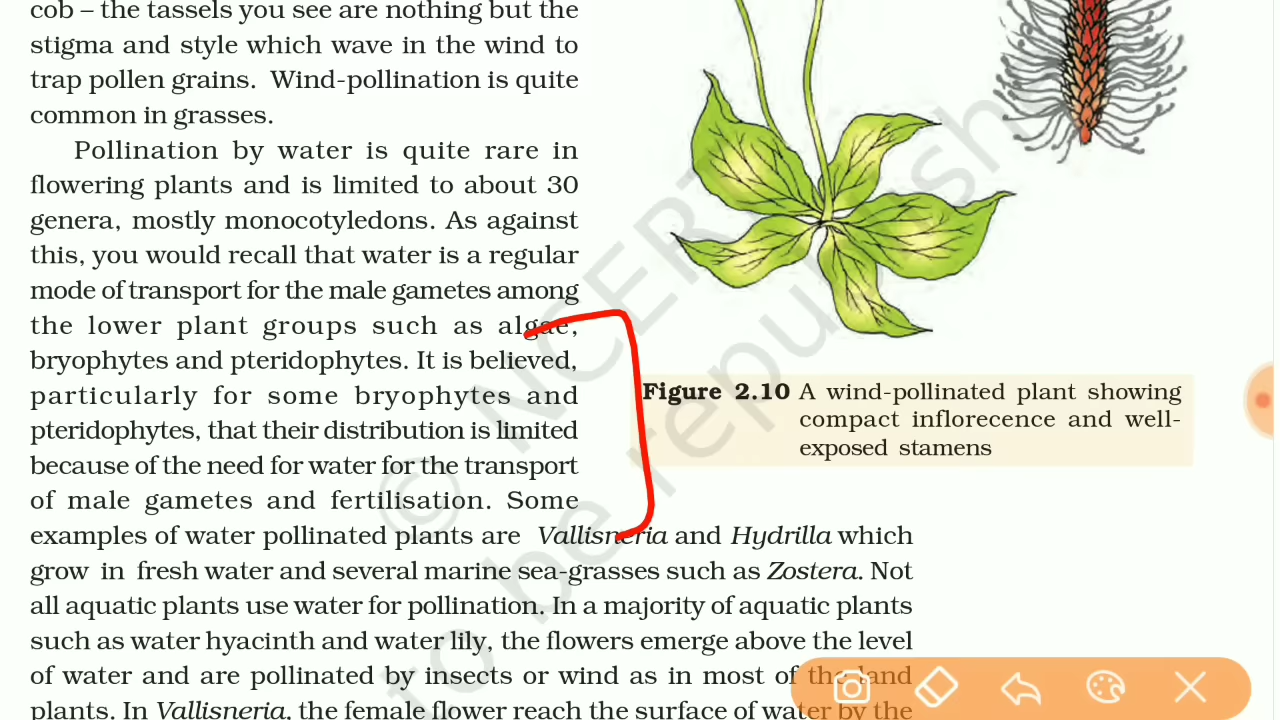 cob – the tassels you see are nothing but the
stigma and style which wave in the wind to
trap pollen grains. Wind-pollination is quite
common in grasses.
Pollination by water is quite rare in
flowering plants and is limited to about 30
genera, mostly monocotyledons. As against
this, you would recall that water is a regular
mode of transport for the male gametes among
the lower plant groups such as algae,
bryophytes and pteridophytes. It is believed,
particularly for some bryophytes and
pteridophytes, that their distribution is limited
because of the need for water for the transport
of male gametes and fertilisation. Some
examples of water pollinated plants are Vallisneria and Hydrilla which
grow in fresh water and several marine sea-grasses such as Zostera. Not
all aquatic plants use water for pollination. In a majority of aquatic plants
such as water hyacinth and water lily, the flowers emerge above the level
of water and are pollinated by insects or wind as in most of the land
plants. In Vallisneria, the female flower reach the surface of water by the
Figure 2.10 A wind-pollinated plant showing
compact inflorecence and well-
exposed stamens
© NCERT
to be republish